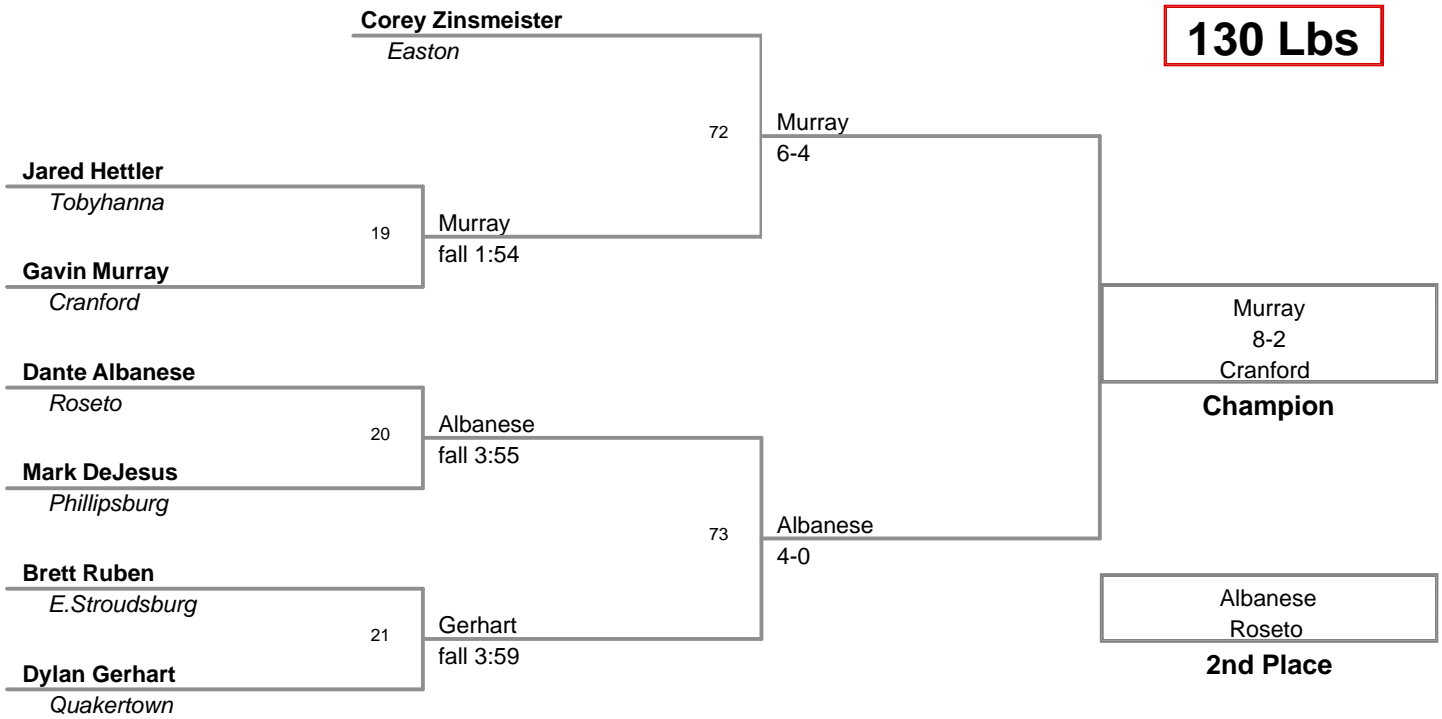 Corey Zinsmeister
Easton
130 Lbs
72
Murray
6-4
Jared Hettler
Tobyhanna
19
Murray
fall 1:54
Gavin Murray
Cranford
Murray
8-2
Cranford
Champion
Dante Albanese
Roseto
20
Albanese
fall 3:55
Mark DeJesus
Phillipsburg
73
Albanese
4-0
Brett Ruben
E.Stroudsburg
21
Gerhart
fall 3:59
Dylan Gerhart
Quakertown
Albanese
Roseto
2nd Place